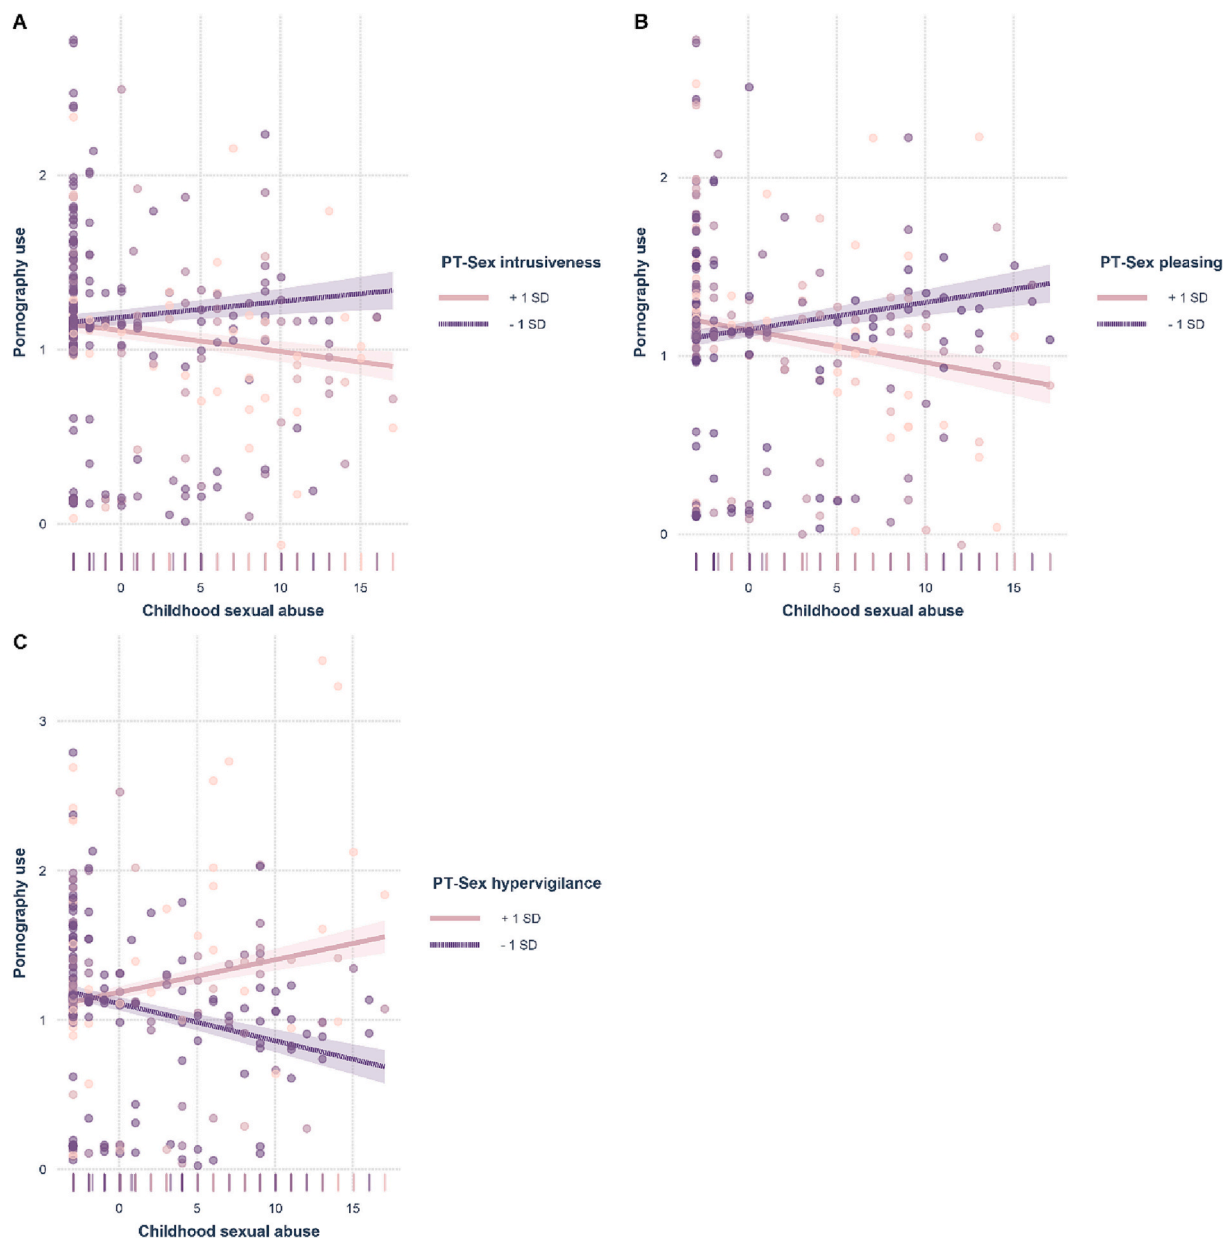 A
Pornography use
2
1
0
0 5 10 15
Childhood sexual abuse
PT-Sex intrusiveness
+ 1 SD
- 1 SD
B
Pornography use
2
1
0
0 5 10 15
Childhood sexual abuse
PT-Sex pleasing
+ 1 SD
- 1 SD
C
Pornography use
3
2
1
0
0 5 10 15
Childhood sexual abuse
PT-Sex hypervigilance
+ 1 SD
- 1 SD